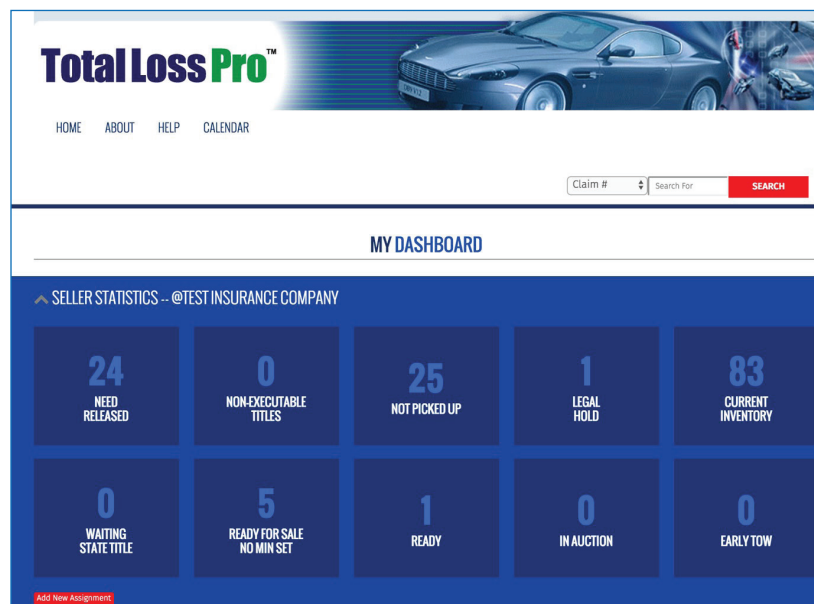 Total Loss Pro™
HOME ABOUT HELP CALENDAR
Claim # Search For SEARCH
MY DASHBOARD
SELLER STATISTICS -- @TEST INSURANCE COMPANY
24 0 25 1 83
NEED
RELEASED
NON-EXECUTABLE
TITLES
NOT PICKED UP
LEGAL
HOLD
CURRENT
INVENTORY
0 5 1 0 0
WAITING
STATE TITLE
READY FOR SALE
NO MIN SET
READY
IN AUCTION
EARLY TOW
Add New Assignment